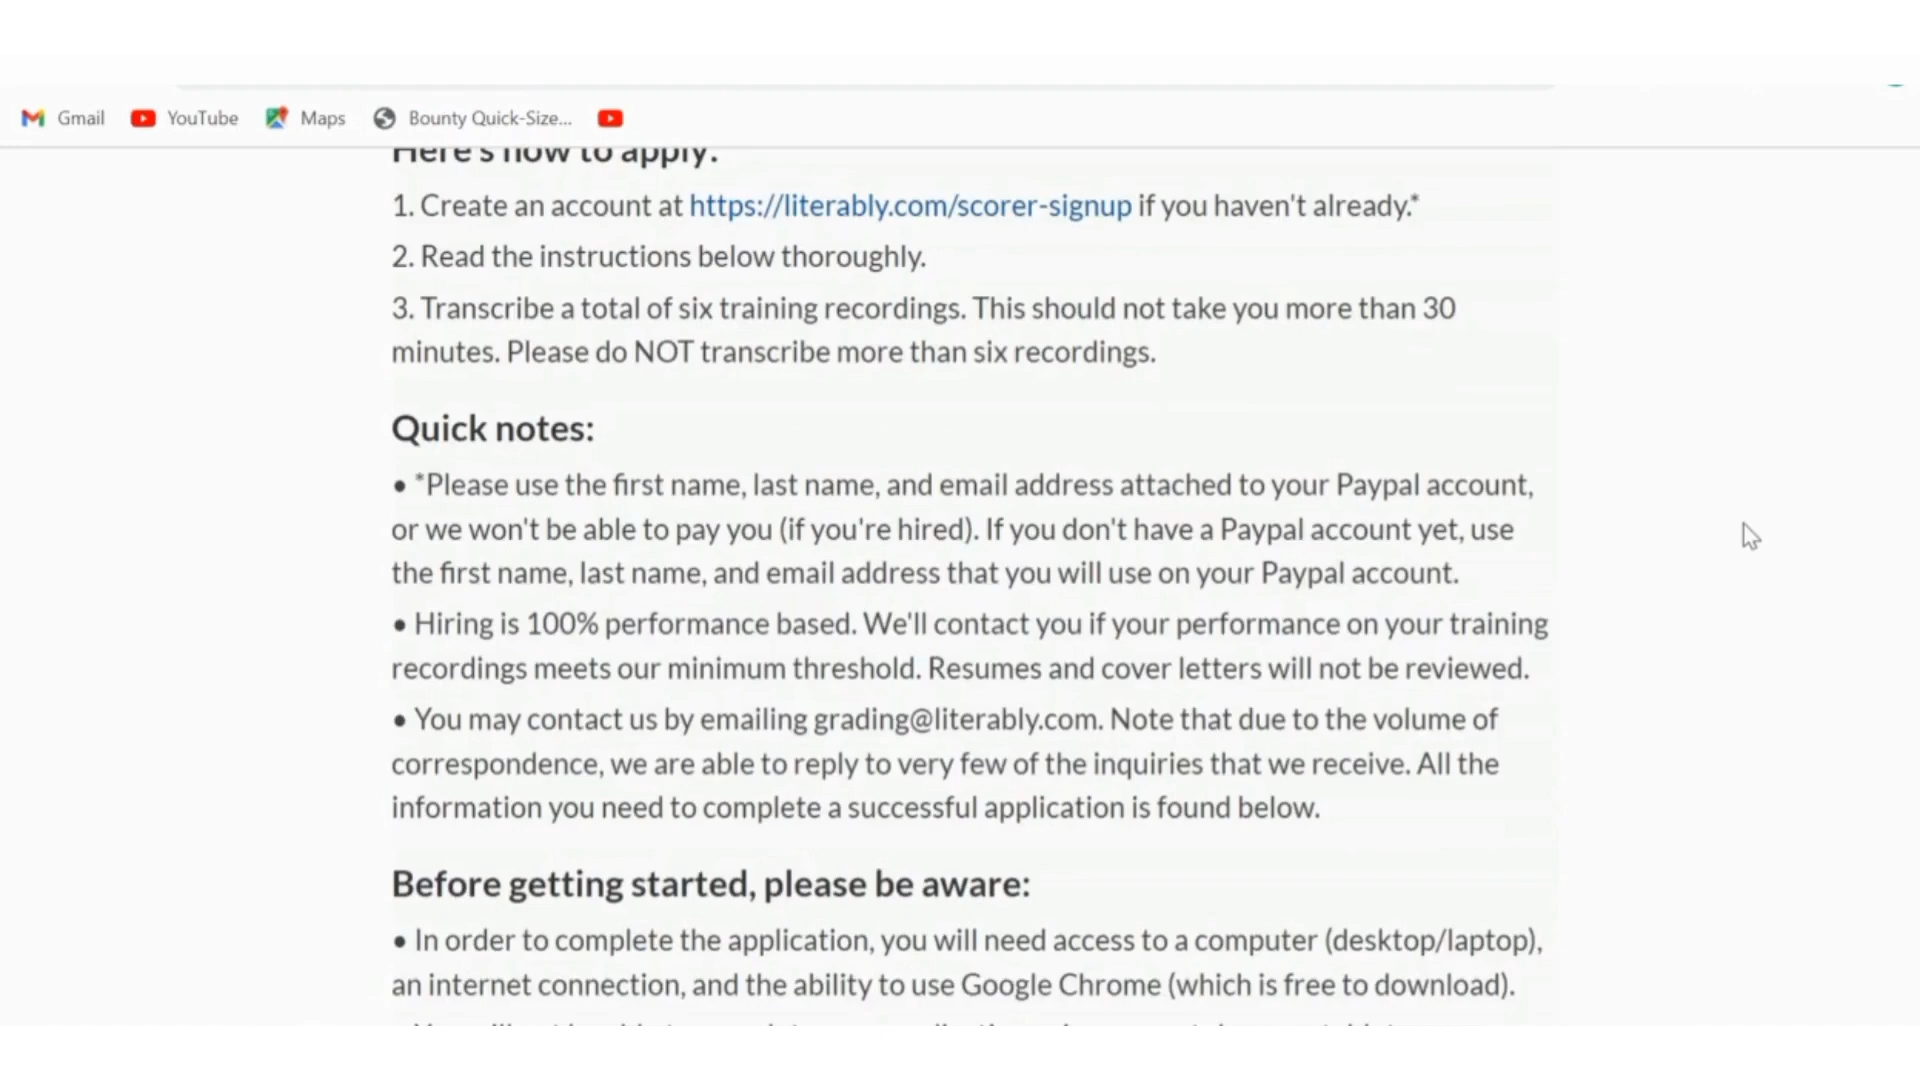 Gmail YouTube Maps Bounty Quick-Size...
Here's how to apply:
1. Create an account at https://literably.com/scorer-signup if you haven't already.*
2. Read the instructions below thoroughly.
3. Transcribe a total of six training recordings. This should not take you more than 30
minutes. Please do NOT transcribe more than six recordings.
Quick notes:
• *Please use the first name, last name, and email address attached to your Paypal account,
or we won't be able to pay you (if you're hired). If you don't have a Paypal account yet, use
the first name, last name, and email address that you will use on your Paypal account.
• Hiring is 100% performance based. We'll contact you if your performance on your training
recordings meets our minimum threshold. Resumes and cover letters will not be reviewed.
• You may contact us by emailing grading@literably.com. Note that due to the volume of
correspondence, we are able to reply to very few of the inquiries that we receive. All the
information you need to complete a successful application is found below.
Before getting started, please be aware:
• In order to complete the application, you will need access to a computer (desktop/laptop),
an internet connection, and the ability to use Google Chrome (which is free to download).